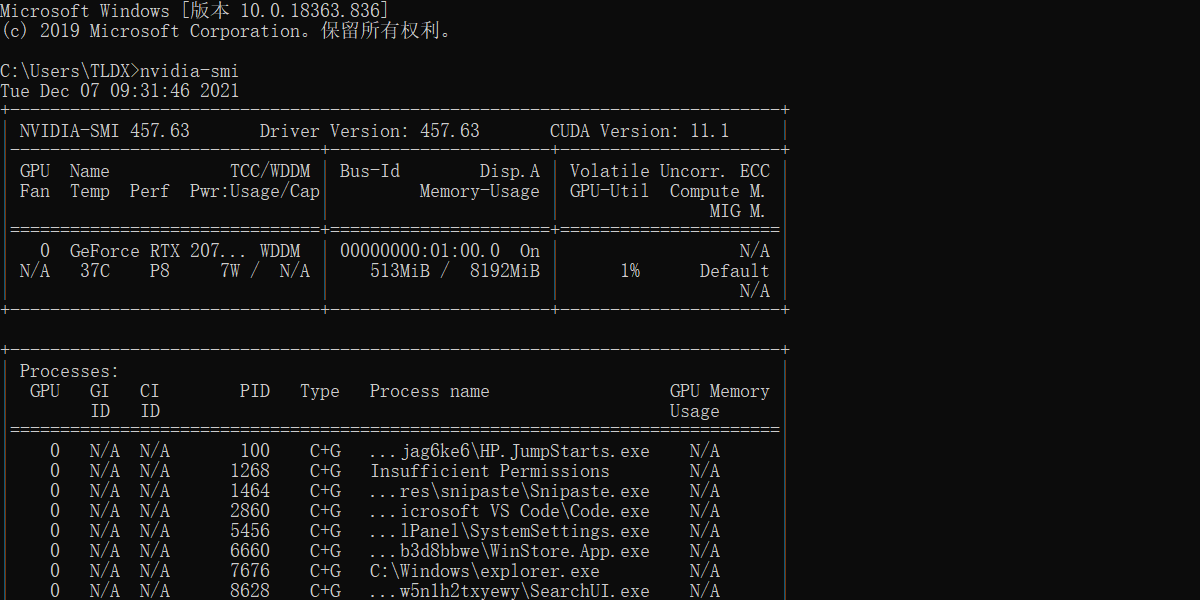 Microsoft Windows [版本 10.0.18363.836]
(c) 2019 Microsoft Corporation。保留所有权利。
C:\Users\TLDX>nvidia-smi
Tue Dec 07 09:31:46 2021
+-----------------------------------------------------------------------------+
| NVIDIA-SMI 457.63       Driver Version: 457.63       CUDA Version: 11.1     |
|-------------------------------+----------------------+----------------------+
| GPU  Name            TCC/WDDM | Bus-Id        Disp.A | Volatile Uncorr. ECC |
| Fan  Temp  Perf  Pwr:Usage/Cap|         Memory-Usage | GPU-Util  Compute M. |
|                               |                      |               MIG M. |
|===============================+======================+======================|
|   0  GeForce RTX 207... WDDM  | 00000000:01:00.0  On |                  N/A |
| N/A   37C    P8     7W /  N/A |    513MiB /  8192MiB |      1%      Default |
|                               |                      |                  N/A |
+-------------------------------+----------------------+----------------------+
+-----------------------------------------------------------------------------+
| Processes:                                                                  |
|  GPU   GI   CI        PID   Type   Process name                  GPU Memory |
|        ID   ID                                                   Usage      |
|=============================================================================|
|    0   N/A  N/A       100    C+G   ...jag6ke6\HP.JumpStarts.exe    N/A      |
|    0   N/A  N/A      1268    C+G   Insufficient Permissions        N/A      |
|    0   N/A  N/A      1464    C+G   ...res\snipaste\Snipaste.exe    N/A      |
|    0   N/A  N/A      2860    C+G   ...icrosoft VS Code\Code.exe    N/A      |
|    0   N/A  N/A      5456    C+G   ...lPanel\SystemSettings.exe    N/A      |
|    0   N/A  N/A      6660    C+G   ...b3d8bbwe\WinStore.App.exe    N/A      |
|    0   N/A  N/A      7676    C+G   C:\Windows\explorer.exe         N/A      |
|    0   N/A  N/A      8628    C+G   ...w5n1h2txyewy\SearchUI.exe    N/A      |